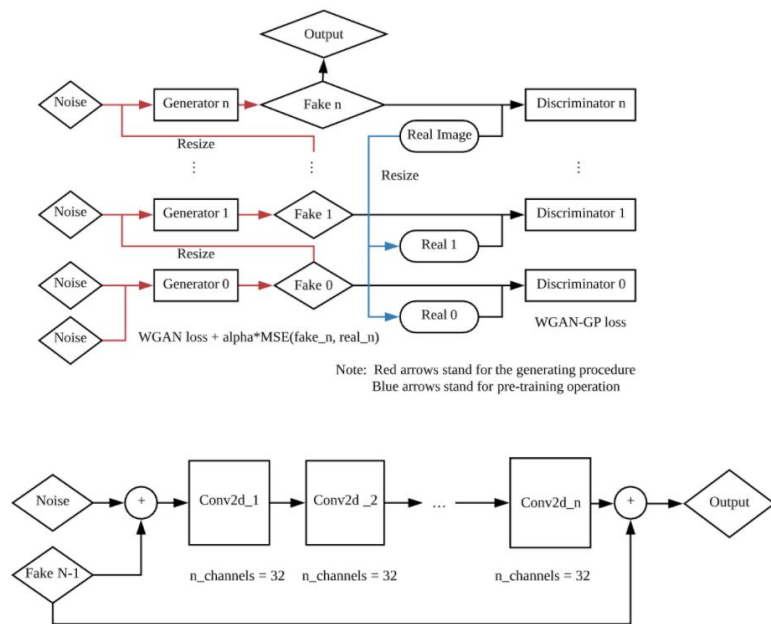 Output
Noise
Generator n
Fake n
Discriminator n
Real Image
Resize
⋮
⋮
Resize
⋮
Noise
Generator 1
Fake 1
Discriminator 1
Real 1
Resize
Noise
Generator 0
Fake 0
Discriminator 0
Real 0
Noise
WGAN loss + alpha*MSE(fake_n, real_n)
WGAN-GP loss
Note: Red arrows stand for the generating procedure
Blue arrows stand for pre-training operation
Noise
+
Conv2d_1
Conv2d _2
...
Conv2d_n
+
Output
Fake N-1
n_channels = 32
n_channels = 32
n_channels = 32